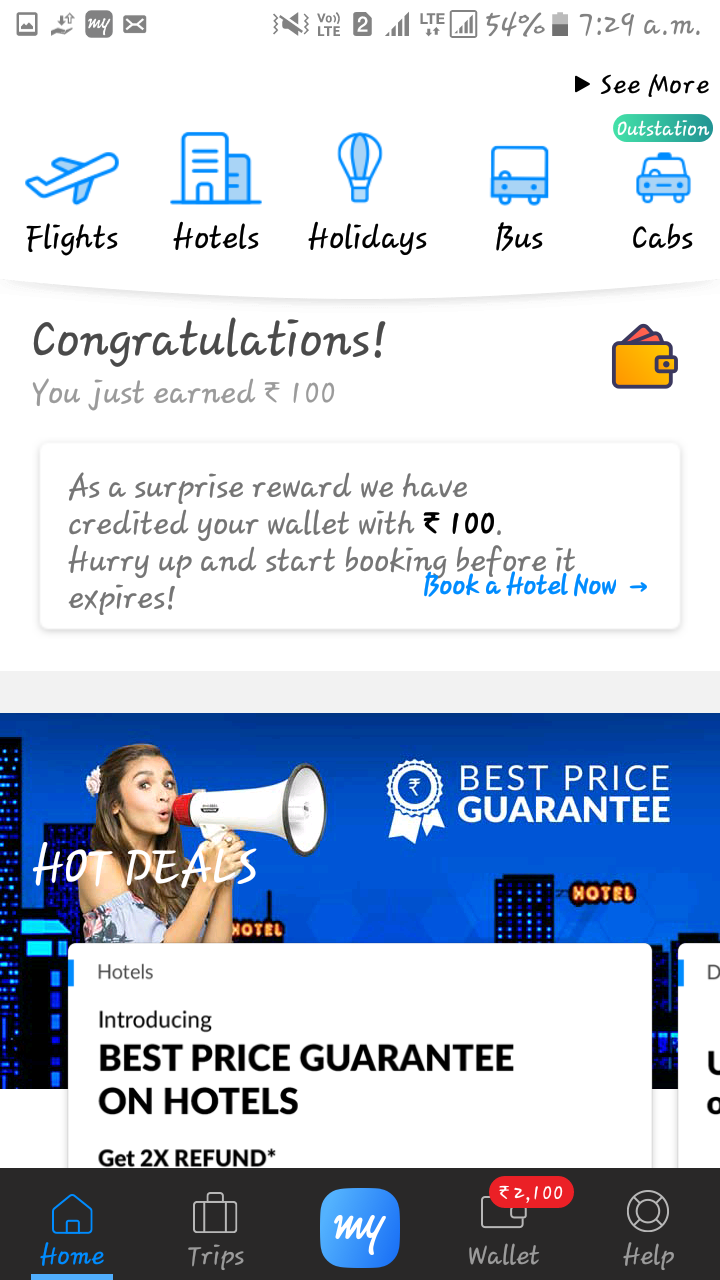 my Vo)) LTE 2 LTE 54% 7:29 a.m.
▶ See More
Outstation
Flights Hotels Holidays Bus Cabs
Congratulations!
You just earned ₹ 100
As a surprise reward we have
credited your wallet with ₹ 100.
Hurry up and start booking before it
expires!
Book a Hotel Now →
₹ BEST PRICE
GUARANTEE
HOT DEALS
HOTEL
HOTEL
Hotels
D
Introducing
BEST PRICE GUARANTEE
ON HOTELS
U
o
Get 2X REFUND*
₹ 2,100
my
Home Trips Wallet Help